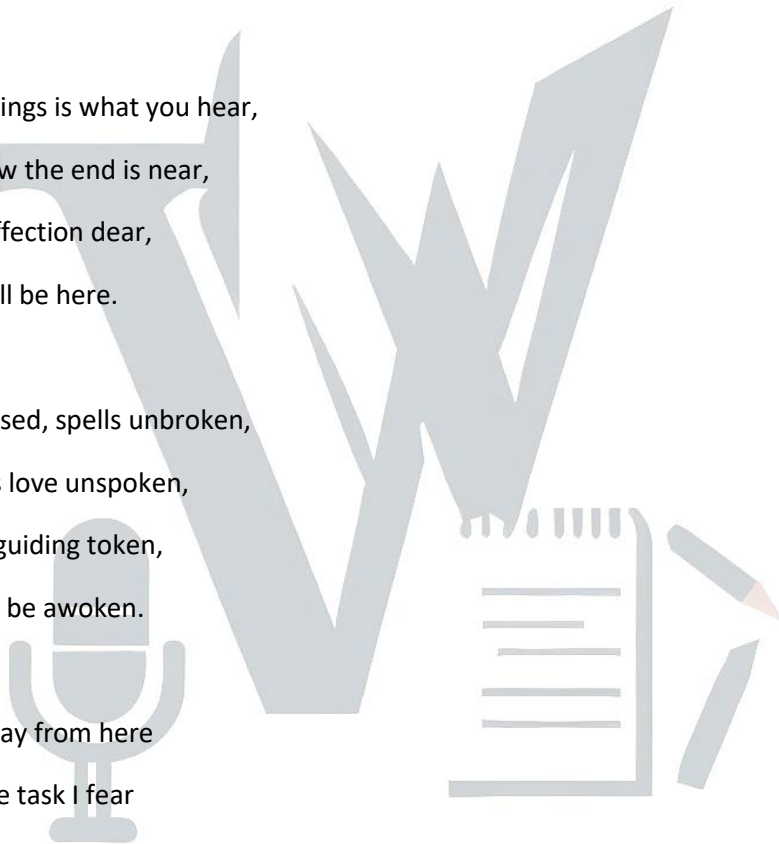 ings is what you hear,
w the end is near,
ffection dear,
ll be here.
sed, spells unbroken,
s love unspoken,
guiding token,
be awoken.
ay from here
e task I fear